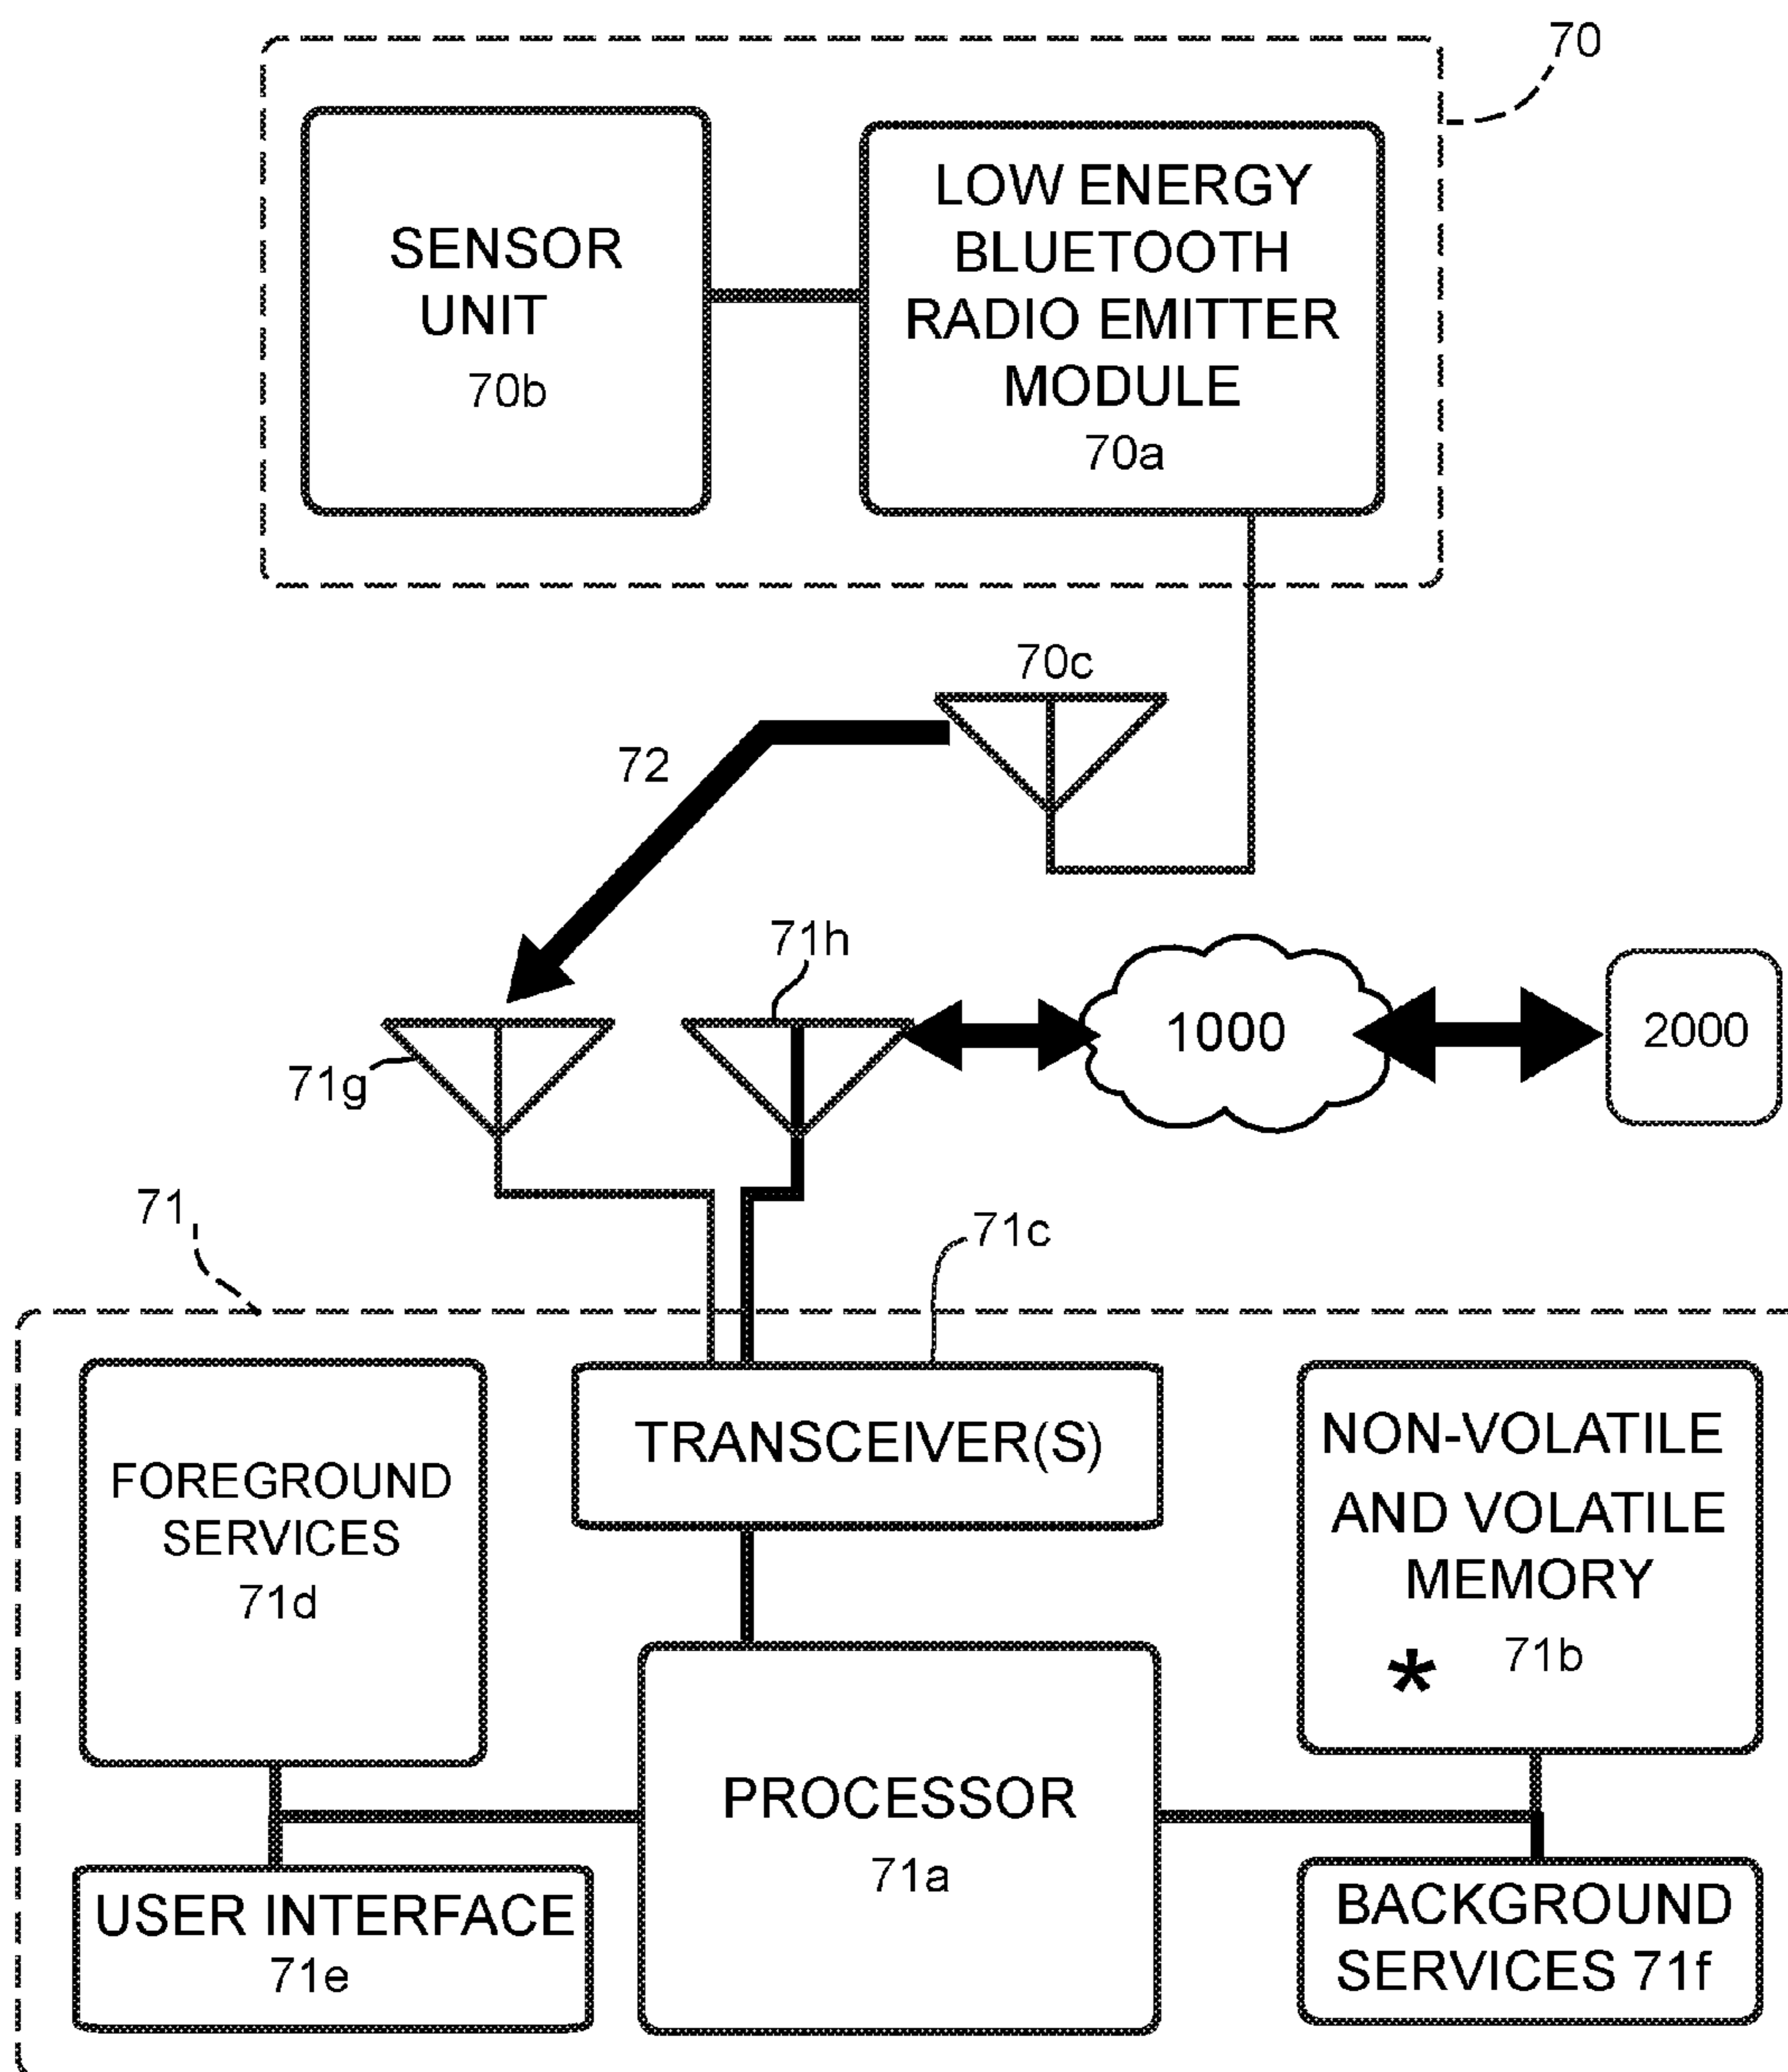 70
SENSOR
UNIT
70b
LOW ENERGY
BLUETOOTH
RADIO EMITTER
MODULE
70a
70c
72
71h
71g
1000
2000
71
71c
FOREGROUND
SERVICES
71d
TRANSCEIVER(S)
NON-VOLATILE
AND VOLATILE
MEMORY
* 71b
PROCESSOR
71a
USER INTERFACE
71e
BACKGROUND
SERVICES 71f